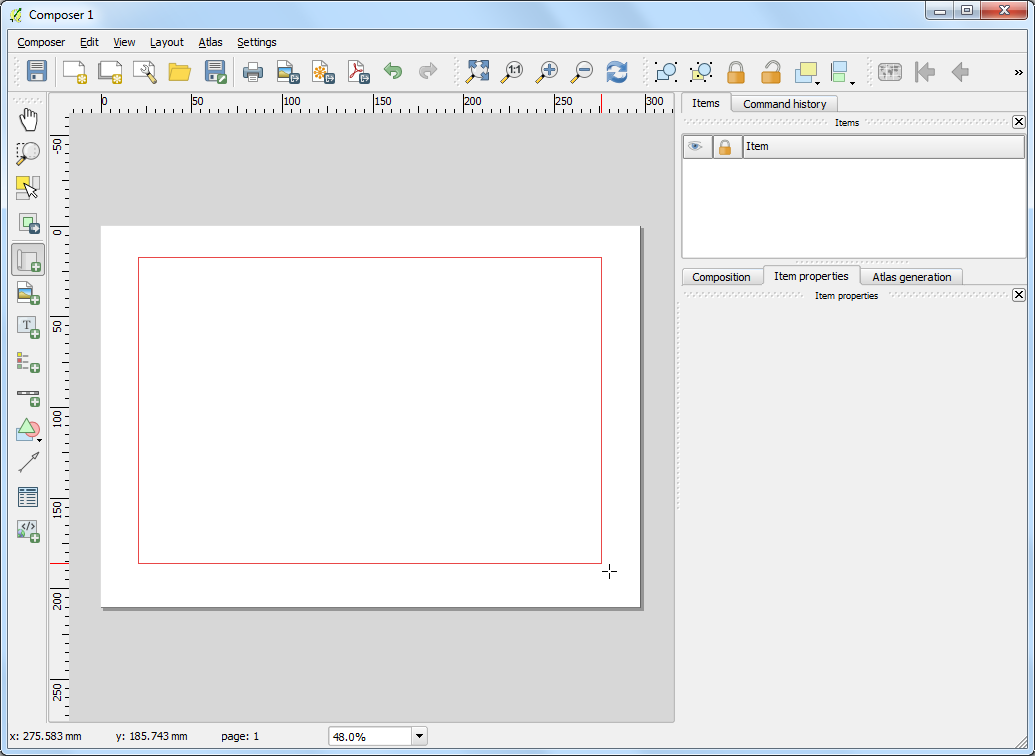 Composer 1
Composer Edit View Layout Atlas Settings
1:1
»
0 50 100 150 200 250 300
-50
0
50
100
150
200
250
T
</>
Items Command history
Items
Item
Composition Item properties Atlas generation
Item properties
x: 275.583 mm y: 185.743 mm page: 1 48.0%